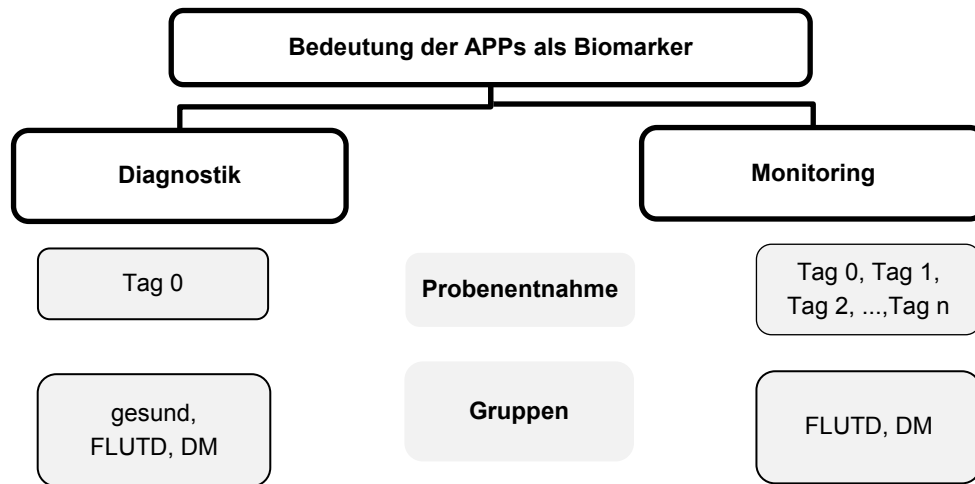 Bedeutung der APPs als Biomarker
Diagnostik
Monitoring
Tag 0
Probenentnahme
Tag 0, Tag 1,
Tag 2, ...,Tag n
gesund,
FLUTD, DM
Gruppen
FLUTD, DM